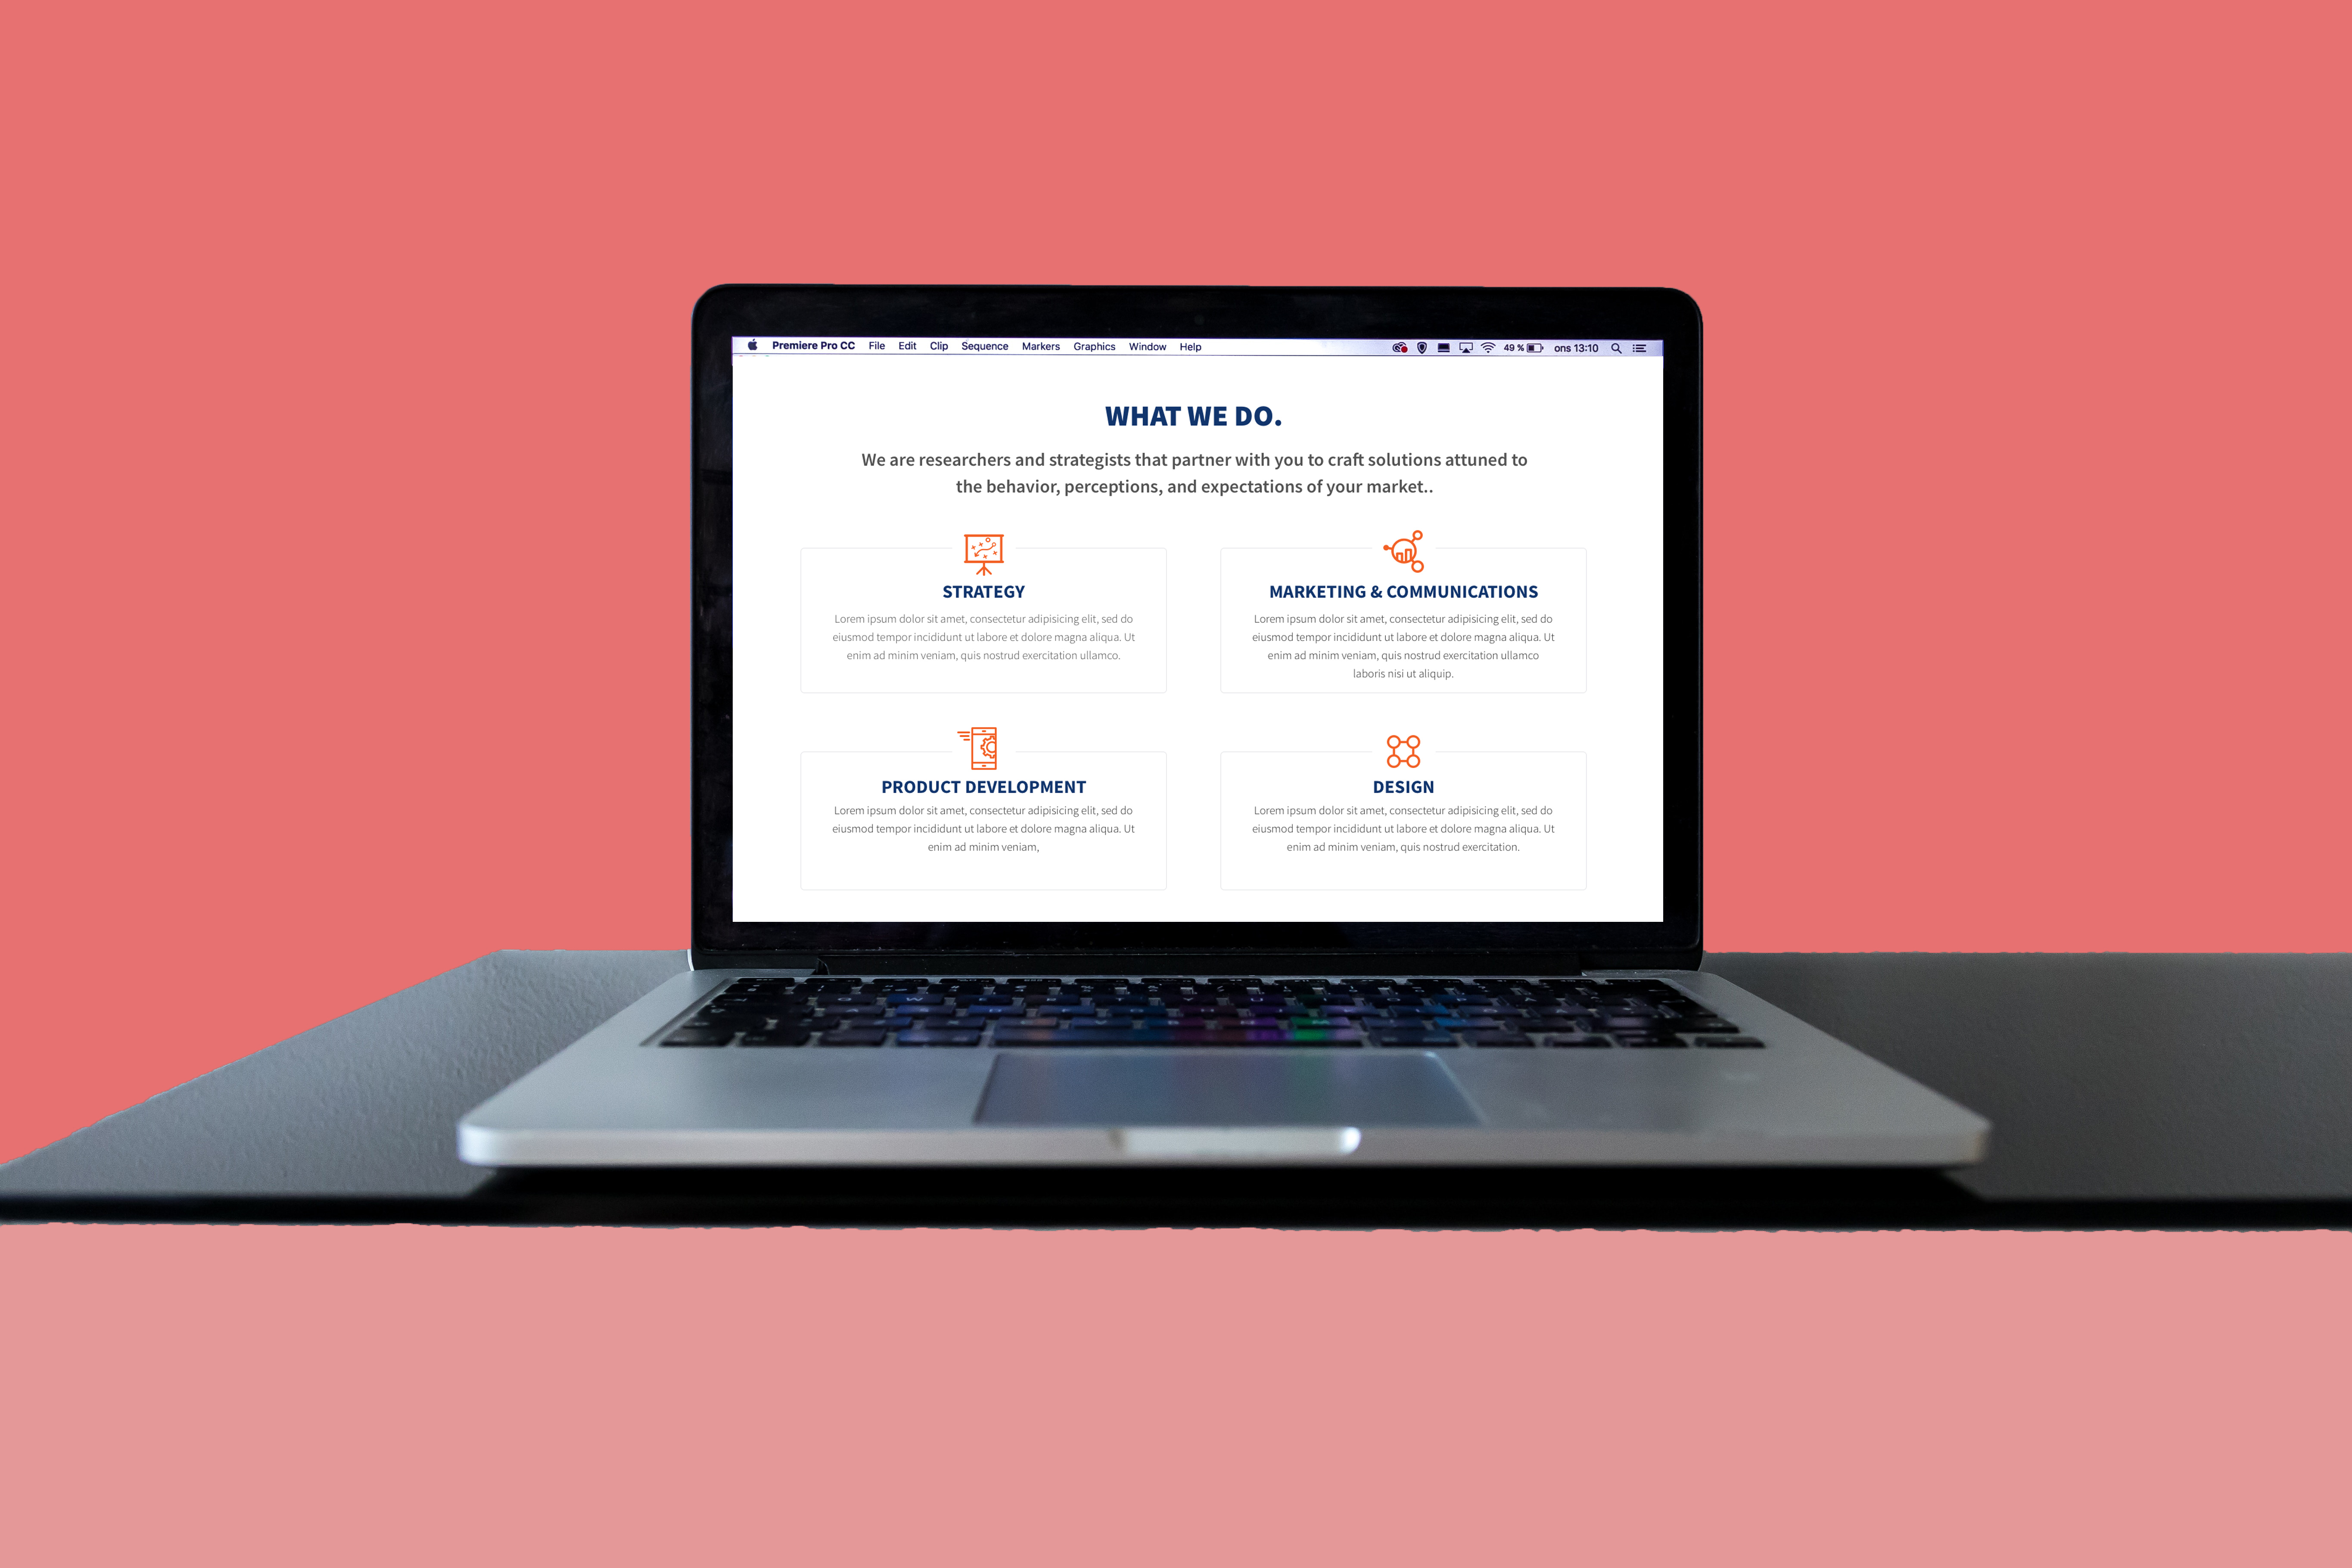 Premiere Pro CC File Edit Clip Sequence Markers Graphics Window Help 49 % ons 13:10
WHAT WE DO.
We are researchers and strategists that partner with you to craft solutions attuned to
the behavior, perceptions, and expectations of your market..
STRATEGY
Lorem ipsum dolor sit amet, consectetur adipisicing elit, sed do
eiusmod tempor incididunt ut labore et dolore magna aliqua. Ut
enim ad minim veniam, quis nostrud exercitation ullamco.
MARKETING & COMMUNICATIONS
Lorem ipsum dolor sit amet, consectetur adipisicing elit, sed do
eiusmod tempor incididunt ut labore et dolore magna aliqua. Ut
enim ad minim veniam, quis nostrud exercitation ullamco
laboris nisi ut aliquip.
PRODUCT DEVELOPMENT
Lorem ipsum dolor sit amet, consectetur adipisicing elit, sed do
eiusmod tempor incididunt ut labore et dolore magna aliqua. Ut
enim ad minim veniam,
DESIGN
Lorem ipsum dolor sit amet, consectetur adipisicing elit, sed do
eiusmod tempor incididunt ut labore et dolore magna aliqua. Ut
enim ad minim veniam, quis nostrud exercitation.